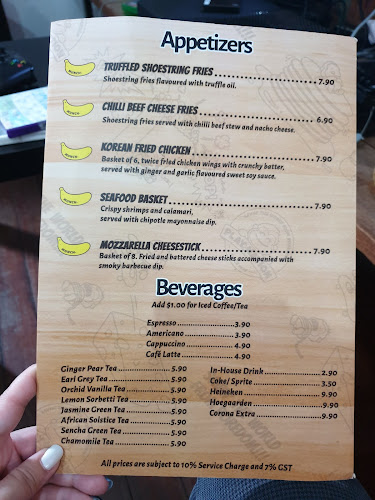 Appetizers
TRUFFLED SHOESTRING FRIES 7.90
Shoestring fries flavoured with truffle oil.
CHILLI BEEF CHEESE FRIES 6.90
Shoestring fries served with chilli beef stew and nacho cheese.
KOREAN FRIED CHICKEN 7.90
Basket of 6, twice fried chicken wings with crunchy batter,
served with ginger and garlic flavoured sweet soy sauce.
SEAFOOD BASKET 7.90
Crispy shrimps and calamari,
served with chipotle mayonnaise dip.
MOZZARELLA CHEESESTICK 7.90
Basket of 8. Fried and battered cheese sticks accompanied with
smoky barbecue dip.
Beverages
Add $1.00 for Iced Coffee/Tea
Espresso 3.90
Americano 3.90
Cappucino 4.90
Café Latte 4.90
Ginger Pear Tea 5.90
Earl Grey Tea 5.90
Orchid Vanilla Tea 5.90
Lemon Sorbetti Tea 5.90
Jasmine Green Tea 5.90
African Solstice Tea 5.90
Sencha Green Tea 5.90
Chamomile Tea 5.90
In-House Drink 2.90
Coke/ Sprite 3.50
Heineken 9.90
Hoegaarden 9.90
Corona Extra 9.90
All prices are subject to 10% Service Charge and 7% GST